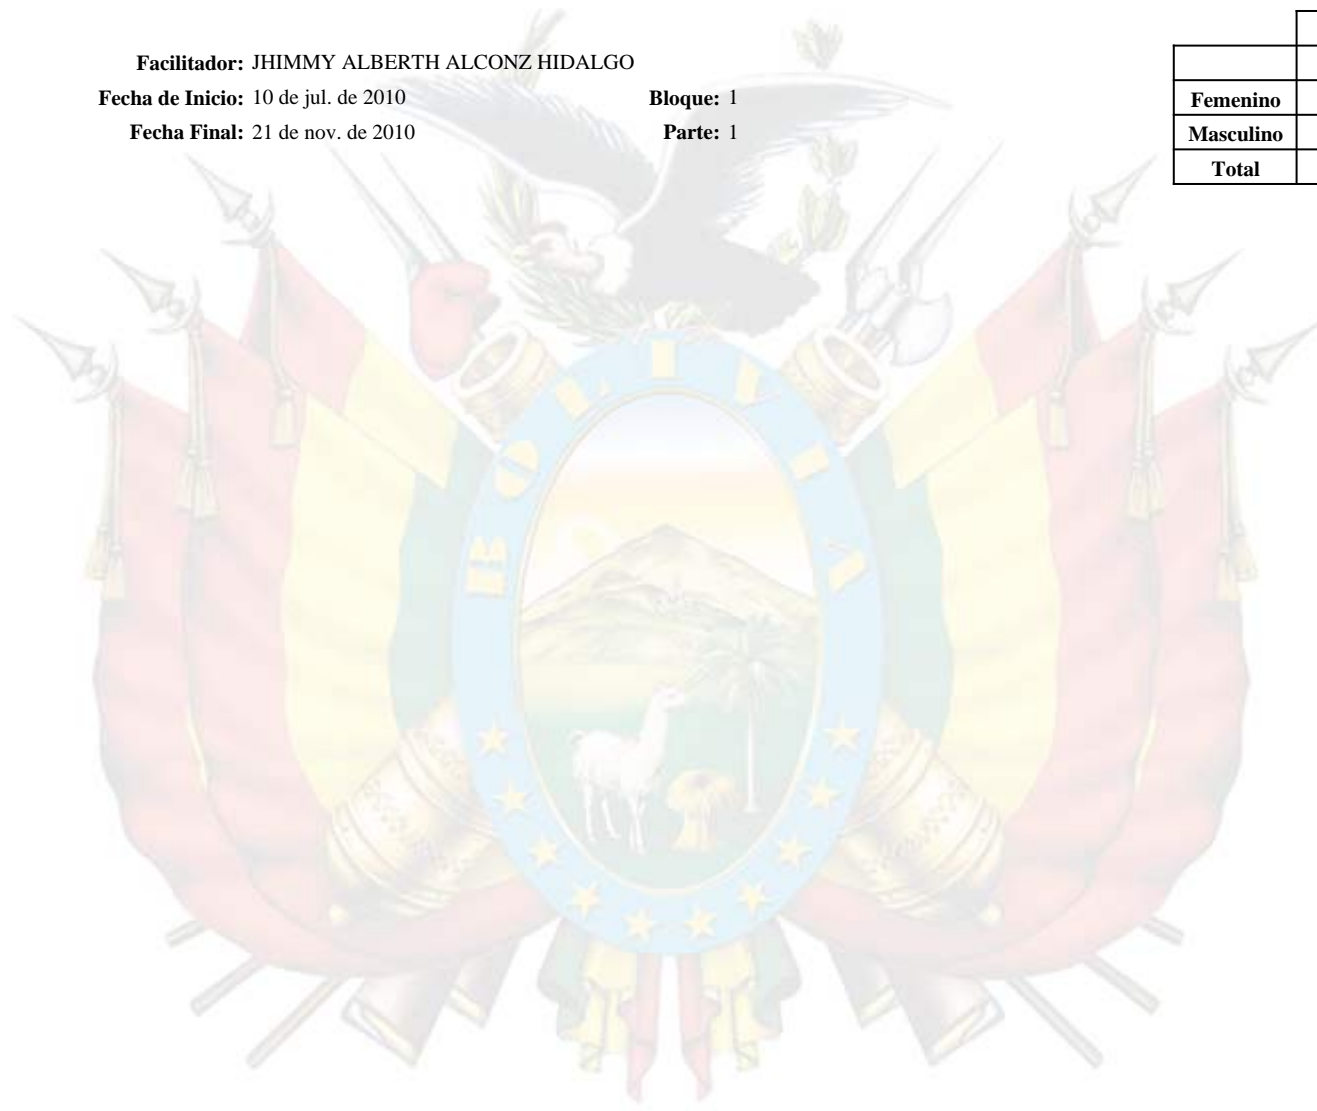 Facilitador: JHIMMY ALBERTH ALCONZ HIDALGO
Fecha de Inicio: 10 de jul. de 2010 Bloque: 1
Fecha Final: 21 de nov. de 2010 Parte: 1
Femenino
Masculino
Total
BOLIVIA